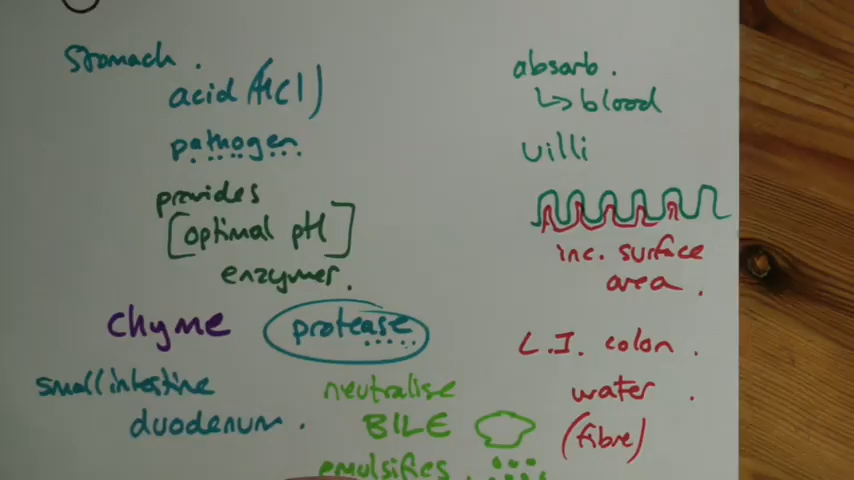 stomach.
acid (HCl)
pathogen.
provides
[optimal pH]
enzymes.
chyme
protease
small intestine
duodenum.
neutralise
BILE
emulsifies
absorb.
↳ blood
villi
inc. surface
area.
L.I. colon.
water.
(fibre)